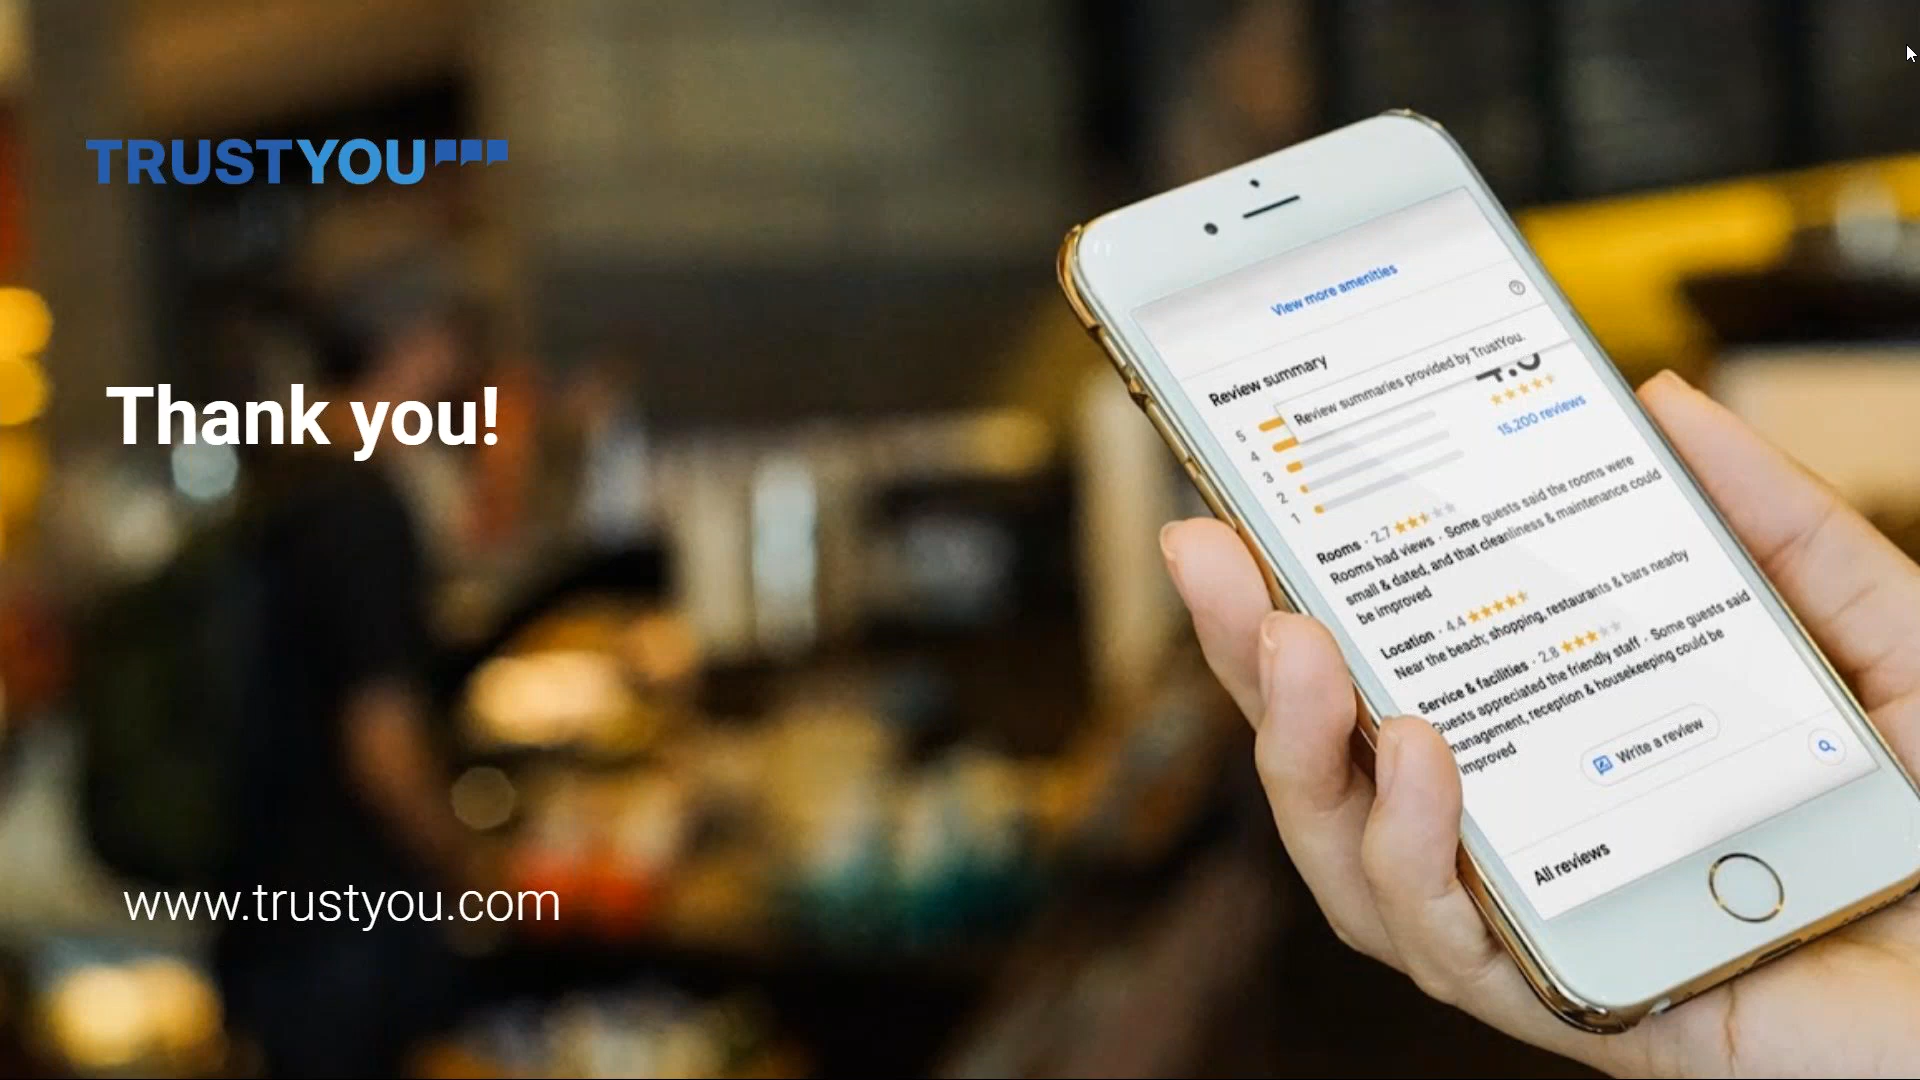 TRUSTYOU
Thank you!
www.trustyou.com
View more amenities
Review summary
Review summaries provided by TrustYou.
5
4
3
2
1
15,200 reviews
Rooms · 2.7
Rooms had views · Some guests said the rooms were
small & dated, and that cleanliness & maintenance could
be improved
Location · 4.4
Near the beach; shopping, restaurants & bars nearby
Service & facilities · 2.8
Guests appreciated the friendly staff · Some guests said
management, reception & housekeeping could be
improved
Write a review
All reviews